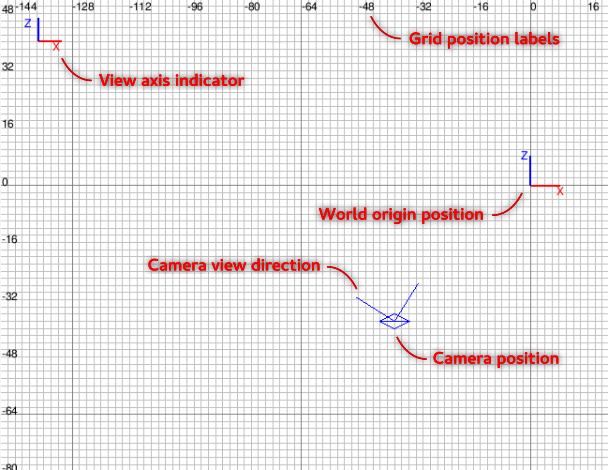 48 -144 -128 -112 -96 -80 -64 -48 -32 -16 0 16
Z
X
Grid position labels
View axis indicator
32
16
Z
0
X
World origin position
-16
Camera view direction
-32
-48
Camera position
-64
-80